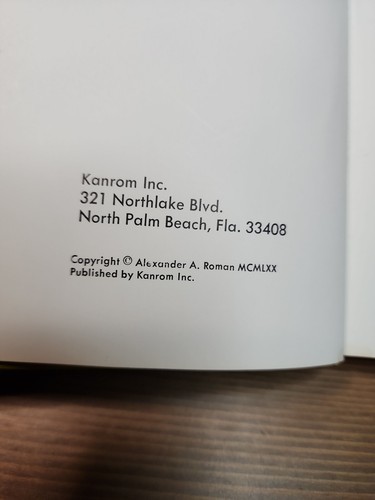 Kanrom Inc.
321 Northlake Blvd.
North Palm Beach, Fla. 33408
Copyright © Alexander A. Roman MCMLXX
Published by Kanrom Inc.